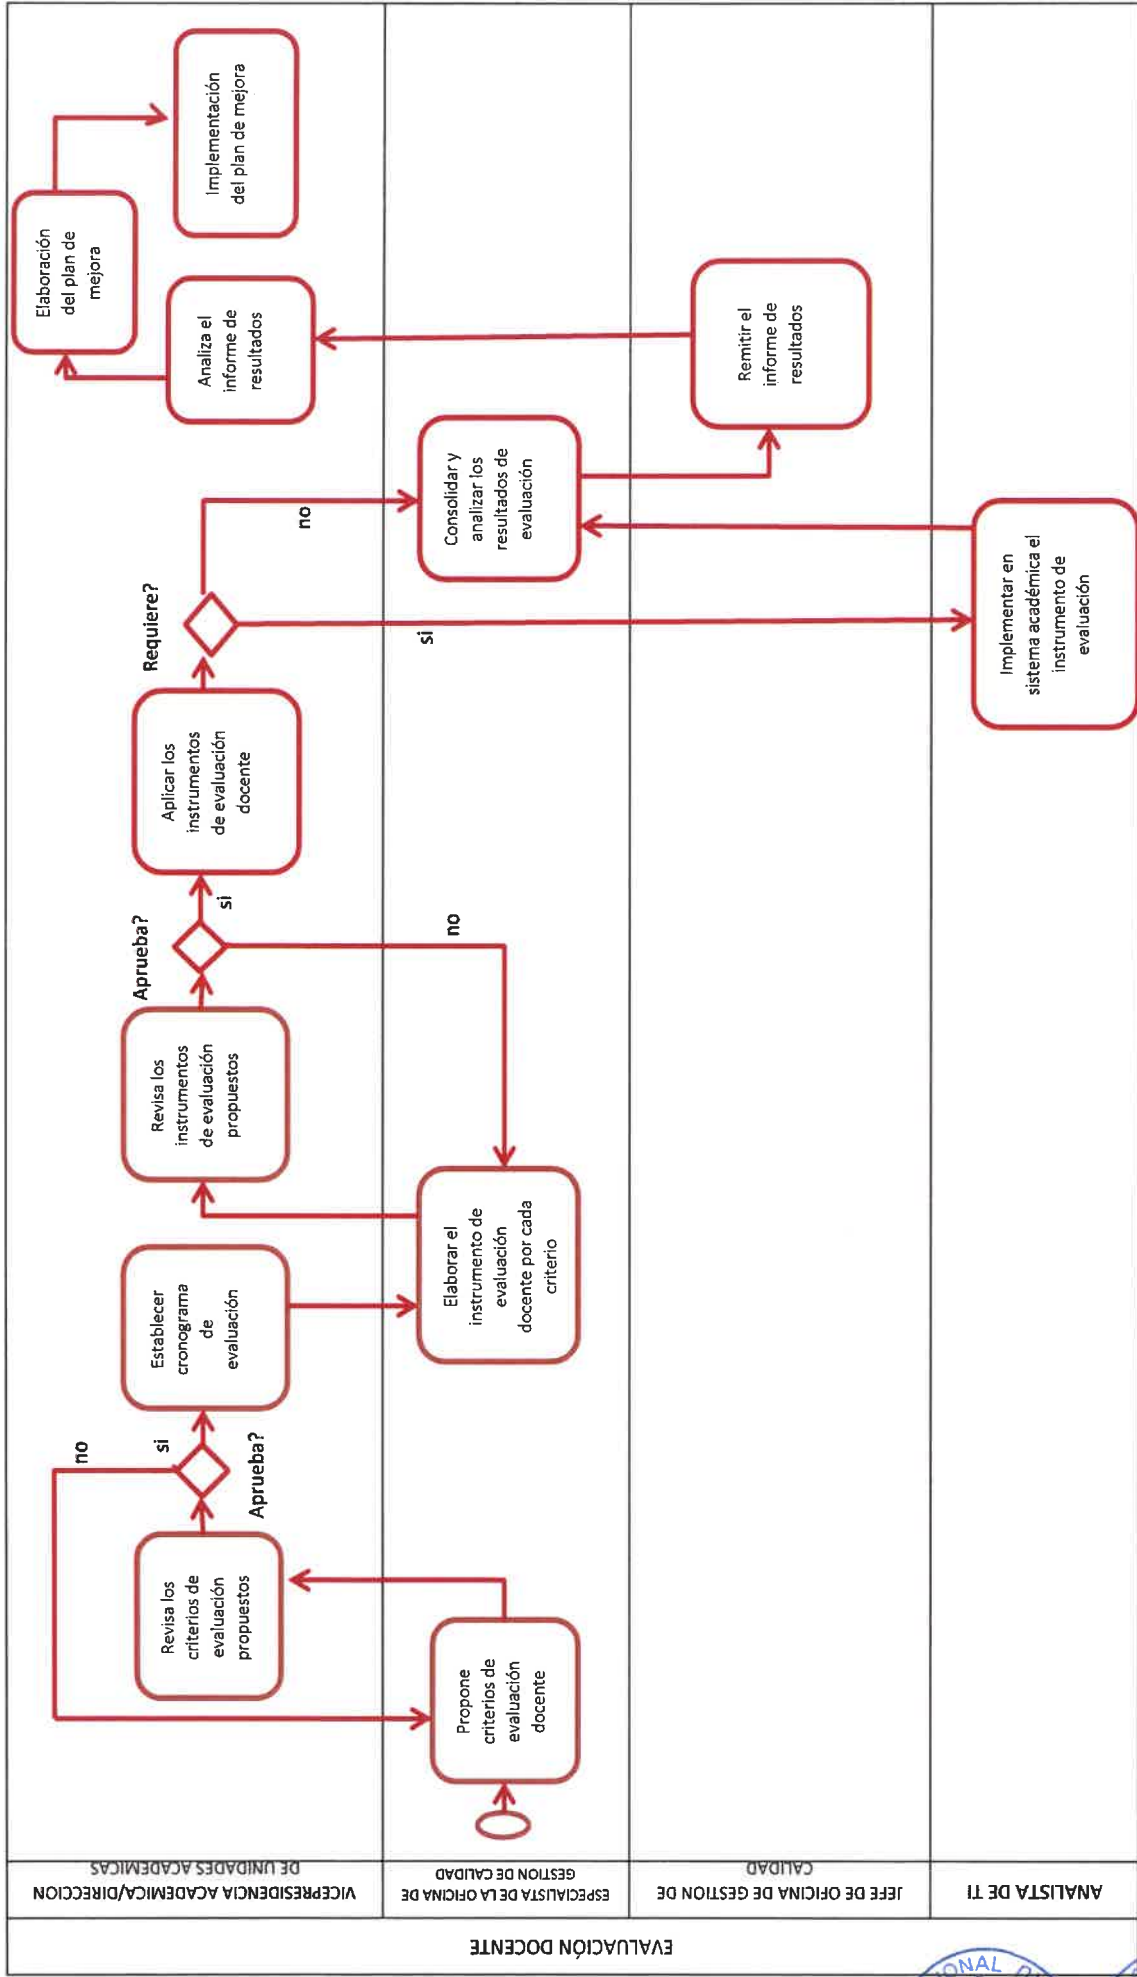 EVALUACIÓN DOCENTE
VICEPRESIDENCIA ACADEMICA/DIRECCION
DE UNIDADES ACADEMICAS
Revisa los
criterios de
evaluación
propuestos
Aprueba?
no
si
Establecer
cronograma
de
evaluación
Revisa los
instrumentos
de evaluación
propuestos
Aprueba?
si
no
Aplicar los
instrumentos
de evaluación
docente
Requiere?
no
si
Analiza el
informe de
resultados
Elaboración
del plan de
mejora
Implementación
del plan de mejora
ESPECIALISTA DE LA OFICINA DE
GESTION DE CALIDAD
Propone
criterios de
evaluación
docente
Elaborar el
instrumento de
evaluación
docente por cada
criterio
Consolidar y
analizar los
resultados de
evaluación
JEFE DE OFICINA DE GESTION DE
CALIDAD
Remitir el
informe de
resultados
ANALISTA DE TI
Implementar en
sistema académica el
instrumento de
evaluación